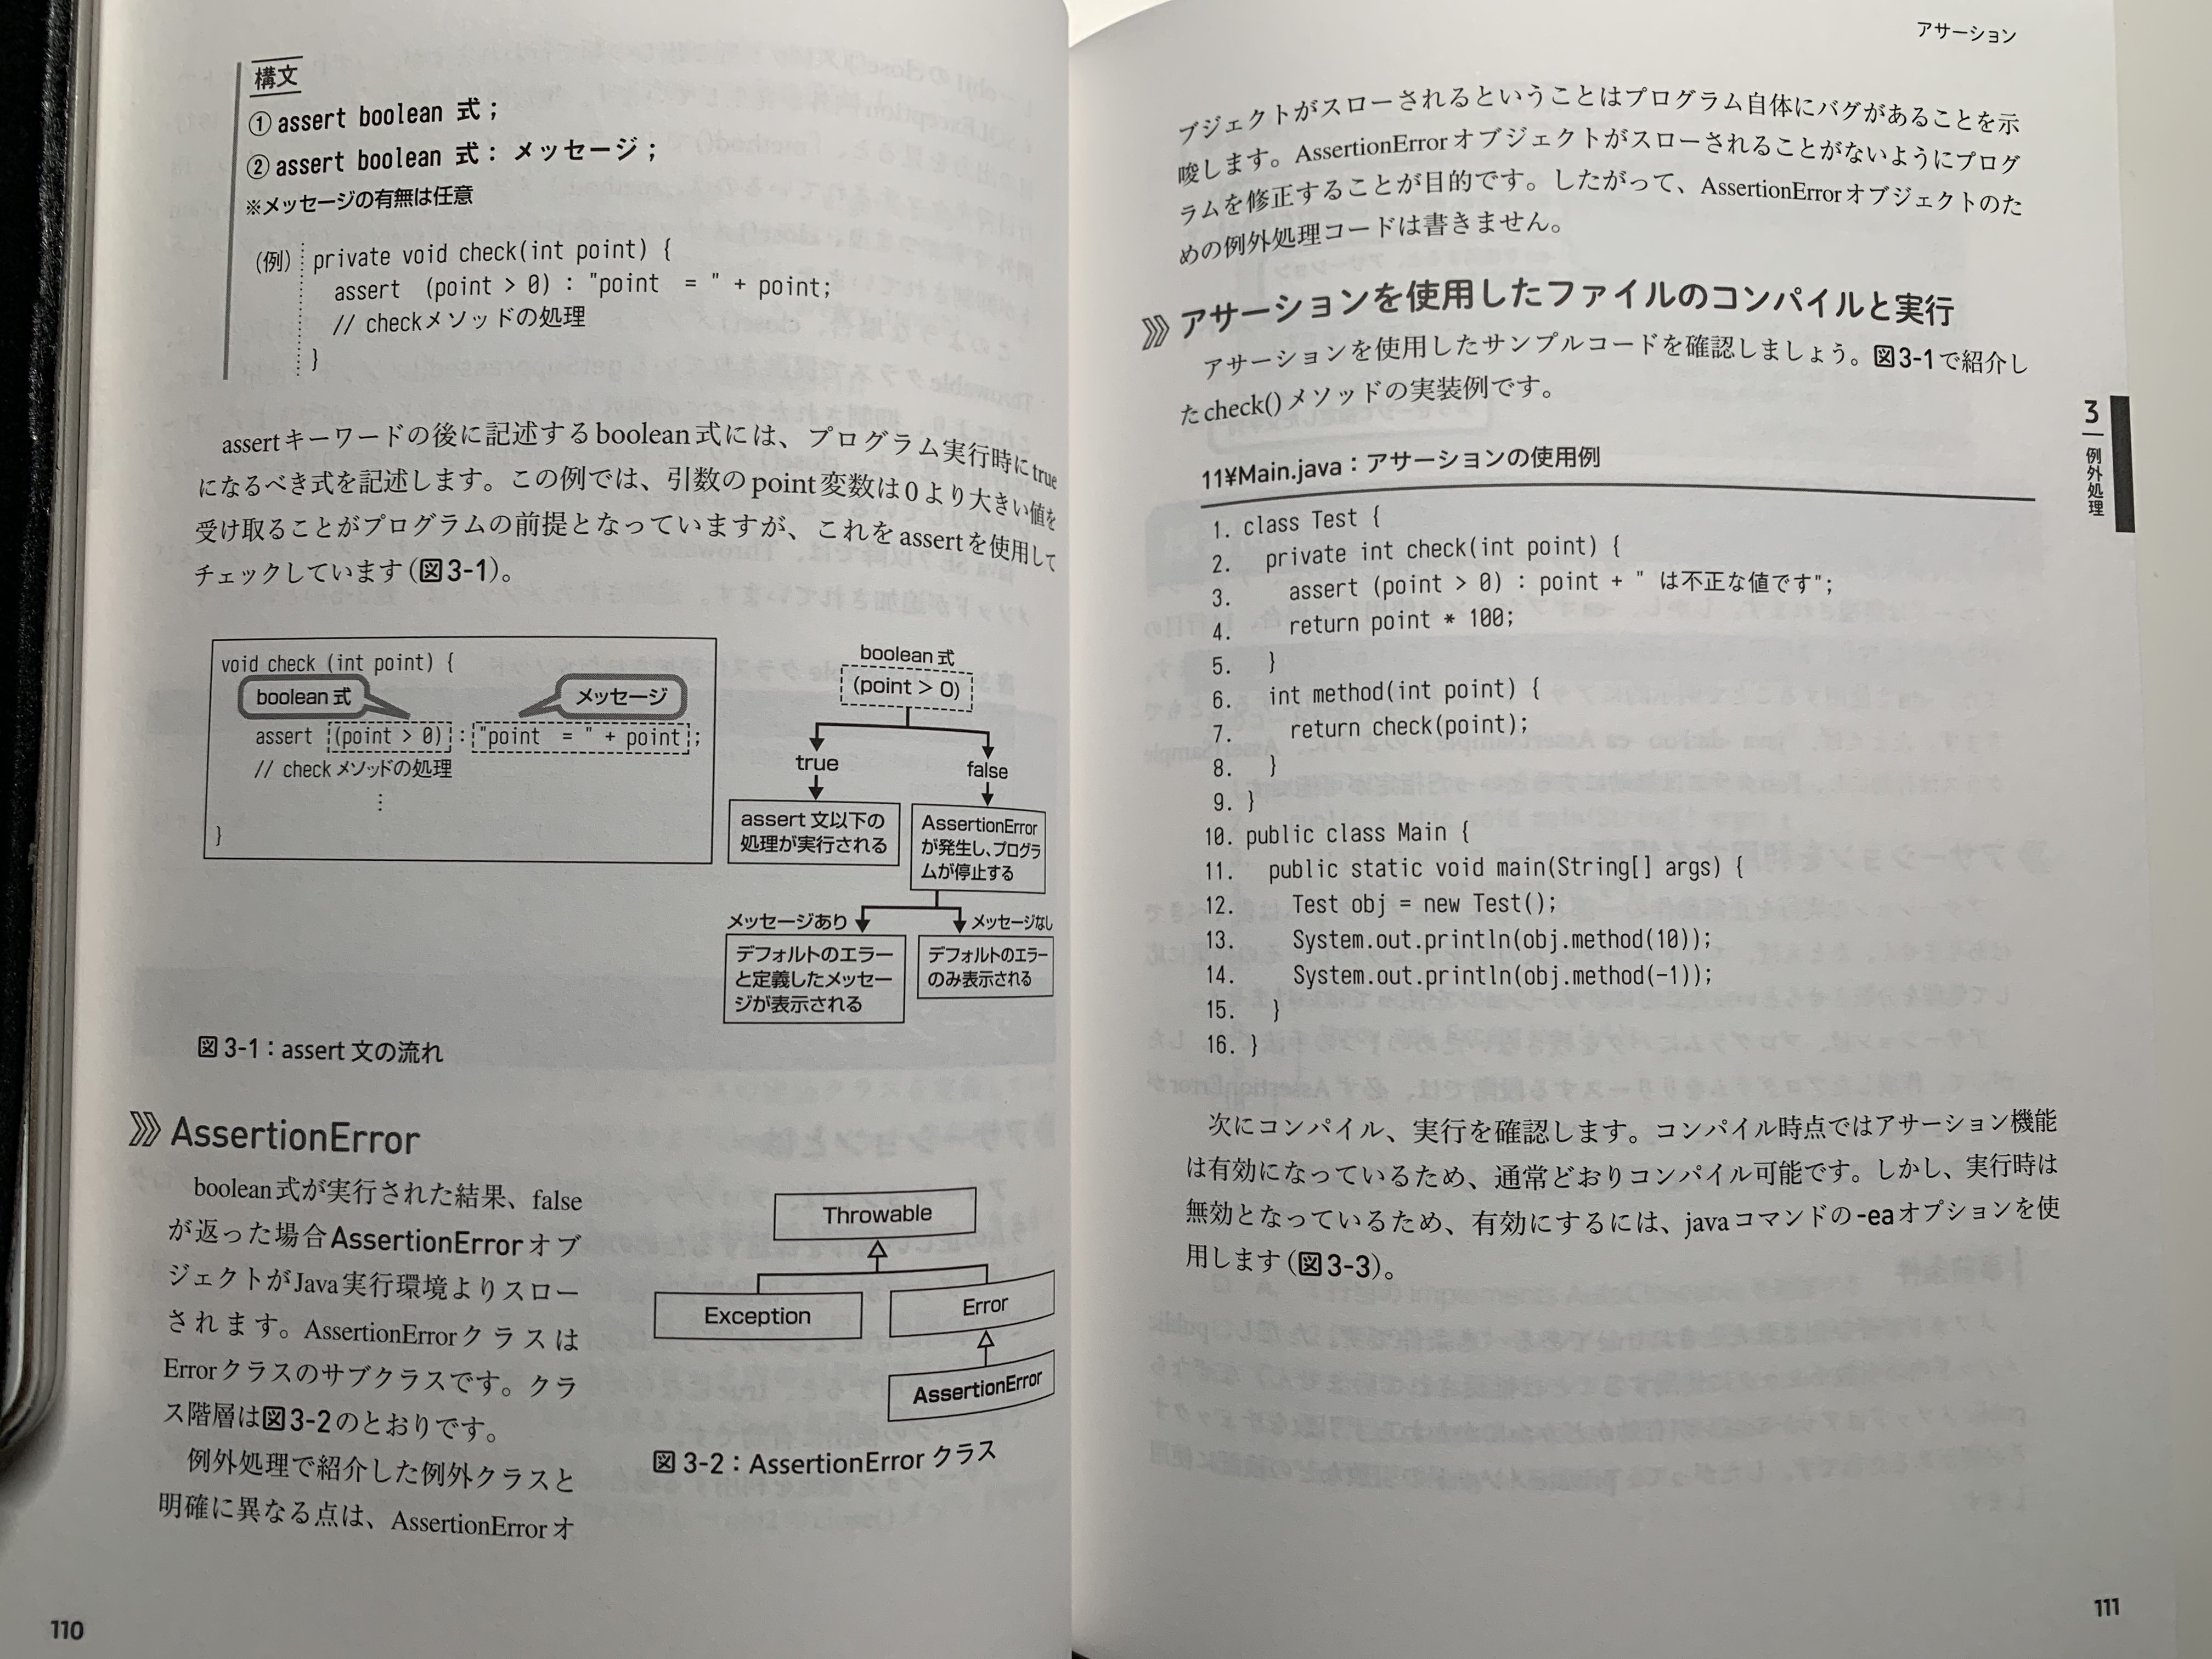 構文
① assert boolean 式 ;
② assert boolean 式 : メッセージ ;
※メッセージの有無は任意
(例) private void check(int point) {
assert (point > 0) : "point = " + point;
// checkメソッドの処理
}
assertキーワードの後に記述するboolean式には、プログラム実行時にtrue
になるべき式を記述します。この例では、引数のpoint変数は0より大きい値を
受け取ることがプログラムの前提となっていますが、これをassertを使用して
チェックしています(図3-1)。
void check (int point) {
boolean 式
メッセージ
assert (point > 0) : "point = " + point ;
// check メソッドの処理
⋮
}
boolean 式
(point > 0)
true
false
assert 文以下の
処理が実行される
AssertionError
が発生し、プログラ
ムが停止する
メッセージあり
メッセージなし
デフォルトのエラー
と定義したメッセー
ジが表示される
デフォルトのエラー
のみ表示される
図3-1：assert 文の流れ
AssertionError
boolean式が実行された結果、false
が返った場合AssertionErrorオブ
ジェクトがJava実行環境よりスロー
されます。AssertionErrorクラスは
Errorクラスのサブクラスです。クラ
ス階層は図3-2のとおりです。
例外処理で紹介した例外クラスと
明確に異なる点は、AssertionErrorオ
Throwable
Exception
Error
AssertionError
図3-2：AssertionError クラス
110
アサーション
ブジェクトがスローされるということはプログラム自体にバグがあることを示
唆します。AssertionErrorオブジェクトがスローされることがないようにプログ
ラムを修正することが目的です。したがって、AssertionErrorオブジェクトのた
めの例外処理コードは書きません。
アサーションを使用したファイルのコンパイルと実行
アサーションを使用したサンプルコードを確認しましょう。図3-1で紹介し
たcheck()メソッドの実装例です。
11¥Main.java：アサーションの使用例
1. class Test {
2. private int check(int point) {
3. assert (point > 0) : point + " は不正な値です";
4. return point * 100;
5. }
6. int method(int point) {
7. return check(point);
8. }
9. }
10. public class Main {
11. public static void main(String[] args) {
12. Test obj = new Test();
13. System.out.println(obj.method(10));
14. System.out.println(obj.method(-1));
15. }
16. }
次にコンパイル、実行を確認します。コンパイル時点ではアサーション機能
は有効になっているため、通常どおりコンパイル可能です。しかし、実行時は
無効となっているため、有効にするには、javaコマンドの-eaオプションを使
用します(図3-3)。
3
例外処理
111